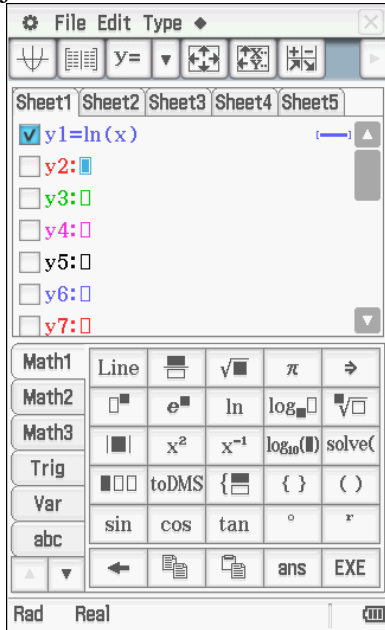 File Edit Type
Y=
Sheet1 Sheet2 Sheet3 Sheet4 Sheet5
y1=ln(x)
y2:
y3:
y4:
y5:
y6:
y7:
Math1 Line √ π ⇒
Math2 e ln log √
Math3 x² x⁻¹ log₁₀( ) solve(
Trig toDMS { { } ( )
Var sin cos tan ° r
abc
ans EXE
Rad Real